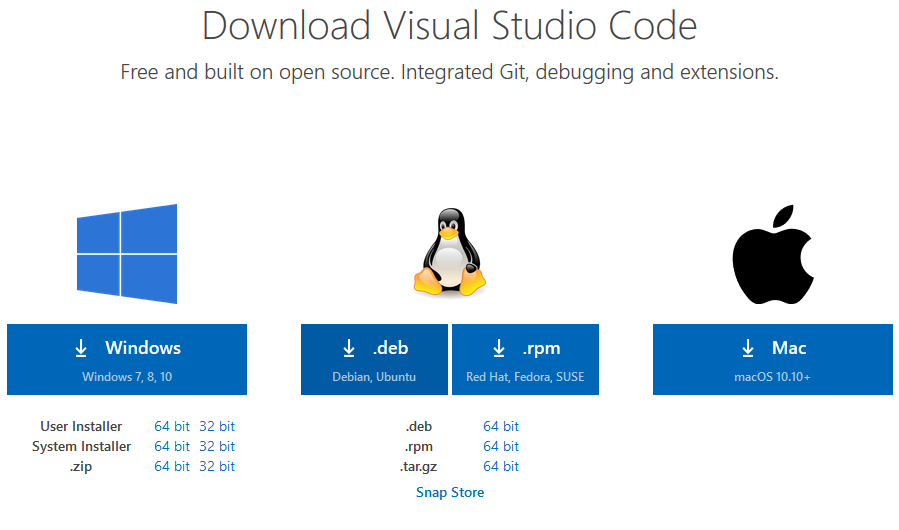 Download Visual Studio Code
Free and built on open source. Integrated Git, debugging and extensions.
Windows
Windows 7, 8, 10
.deb
Debian, Ubuntu
.rpm
Red Hat, Fedora, SUSE
Mac
macOS 10.10+
User Installer 64 bit 32 bit
System Installer 64 bit 32 bit
.zip 64 bit 32 bit
.deb 64 bit
.rpm 64 bit
.tar.gz 64 bit
Snap Store